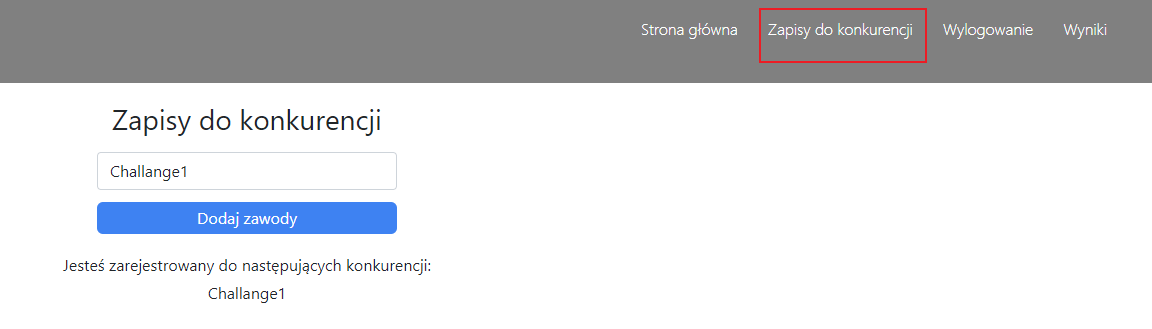 Strona główna Zapisy do konkurencji Wylogowanie Wyniki
Zapisy do konkurencji
Challange1
Dodaj zawody
Jesteś zarejestrowany do następujących konkurencji:
Challange1